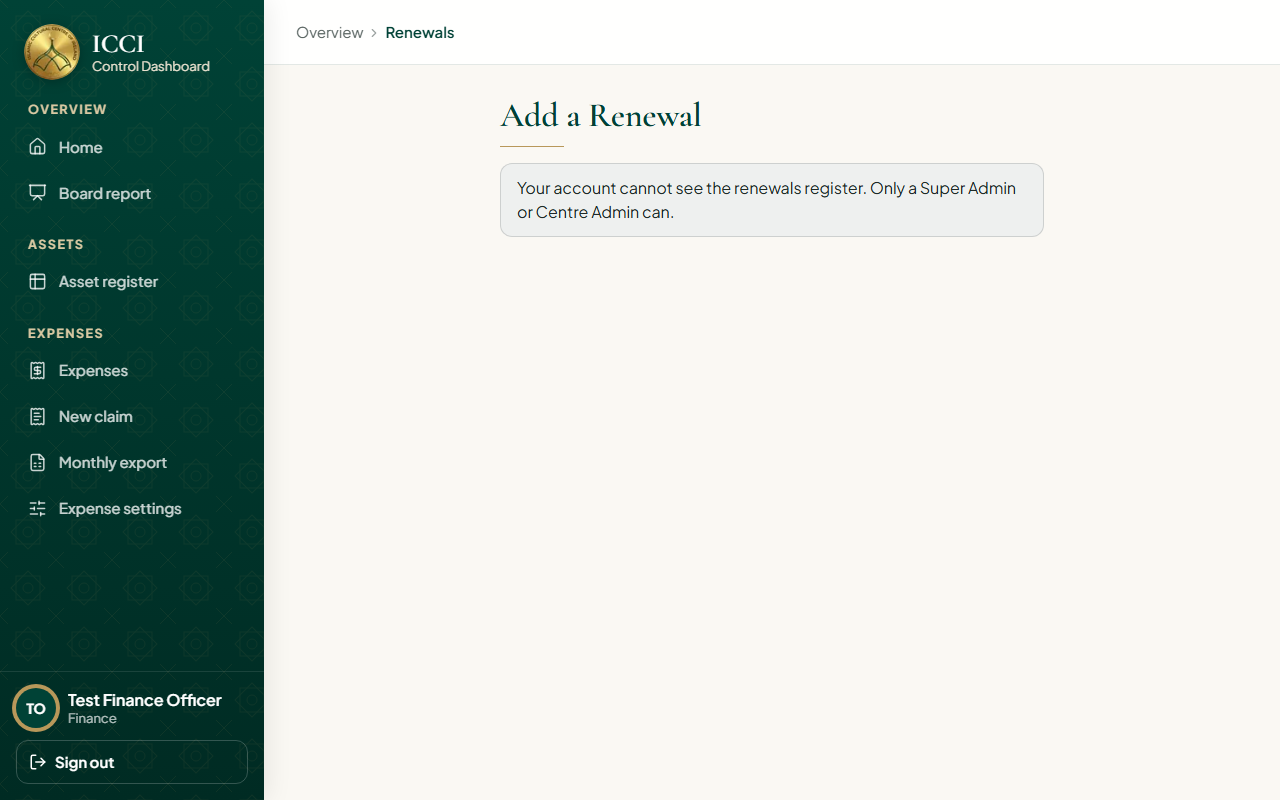 ICCI
Control Dashboard
OVERVIEW
Home
Board report
ASSETS
Asset register
EXPENSES
Expenses
New claim
Monthly export
Expense settings
TO
Test Finance Officer
Finance
Sign out
Overview > Renewals
Add a Renewal
Your account cannot see the renewals register. Only a Super Admin
or Centre Admin can.